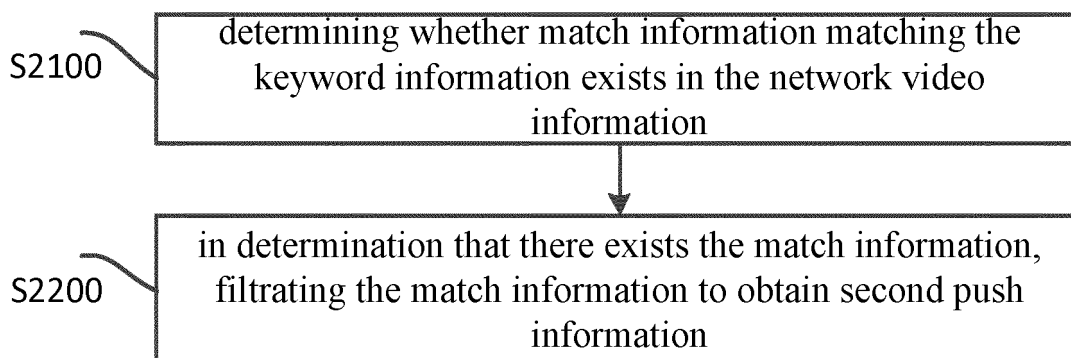 S2100
determining whether match information matching the
keyword information exists in the network video
information
S2200
in determination that there exists the match information,
filtrating the match information to obtain second push
information